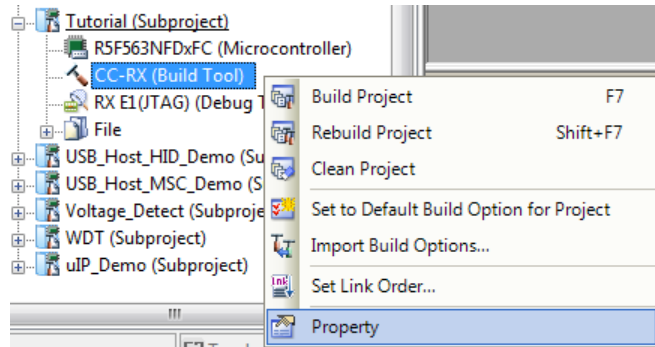 Tutorial (Subproject)
R5F563NFDxFC (Microcontroller)
CC-RX (Build Tool)
RX E1(JTAG) (Debug T
File
USB_Host_HID_Demo (Su
USB_Host_MSC_Demo (S
Voltage_Detect (Subproje
WDT (Subproject)
uIP_Demo (Subproject)
Build Project F7
Rebuild Project Shift+F7
Clean Project
Set to Default Build Option for Project
Import Build Options...
Set Link Order...
Property